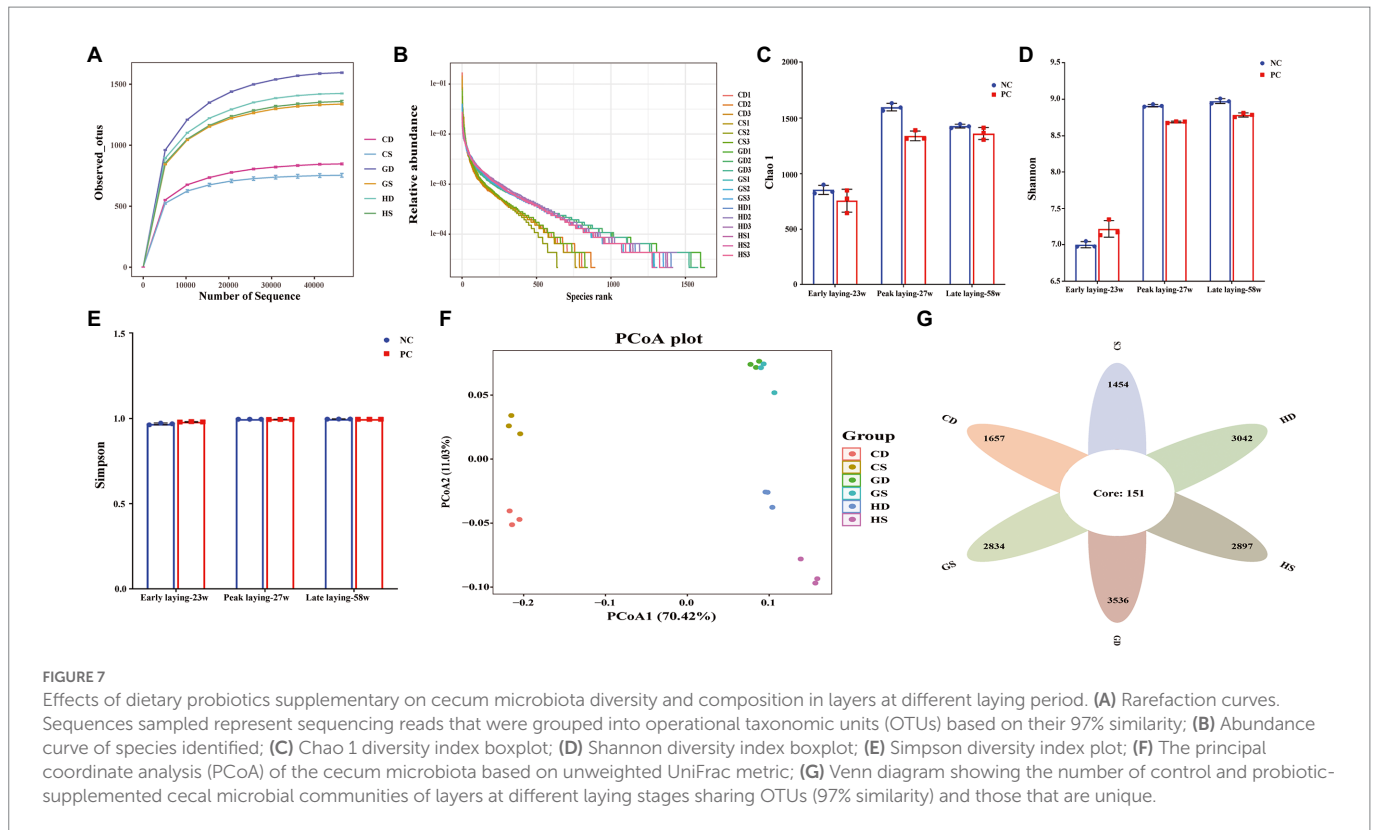 A
Observed_otus
1500
1000
500
0
0
10000
20000
30000
40000
Number of Sequence
CD
CS
GD
GS
HD
HS
B
Relative abundance
1e−01
1e−02
1e−03
1e−04
0
500
1000
1500
Species rank
CD1
CD2
CD3
CS1
CS2
CS3
GD1
GD2
GD3
GS1
GS2
GS3
HD1
HD2
HD3
HS1
HS2
HS3
C
Chao 1
2000
1500
1000
500
0
NC
PC
Early laying-23w
Peak laying-27w
Late laying-58w
D
Shannon
9.5
9.0
8.5
7.5
7.0
6.5
NC
PC
Early laying-23w
Peak laying-27w
Late laying-58w
E
Simpson
1.5
1.0
0.5
0.0
NC
PC
Early laying-23w
Peak laying-27w
Late laying-58w
F
PCoA plot
PCoA2 (11.03%)
0.05
0.00
−0.05
−0.10
−0.2
−0.1
0.0
0.1
PCoA1 (70.42%)
Group
CD
CS
GD
GS
HD
HS
G
CS
1454
CD
1657
HD
3042
Core: 151
GS
2834
HS
2897
3536
GD
FIGURE 7
Effects of dietary probiotics supplementary on cecum microbiota diversity and composition in layers at different laying period. (A) Rarefaction curves.
Sequences sampled represent sequencing reads that were grouped into operational taxonomic units (OTUs) based on their 97% similarity; (B) Abundance
curve of species identified; (C) Chao 1 diversity index boxplot; (D) Shannon diversity index boxplot; (E) Simpson diversity index plot; (F) The principal
coordinate analysis (PCoA) of the cecum microbiota based on unweighted UniFrac metric; (G) Venn diagram showing the number of control and probiotic-
supplemented cecal microbial communities of layers at different laying stages sharing OTUs (97% similarity) and those that are unique.